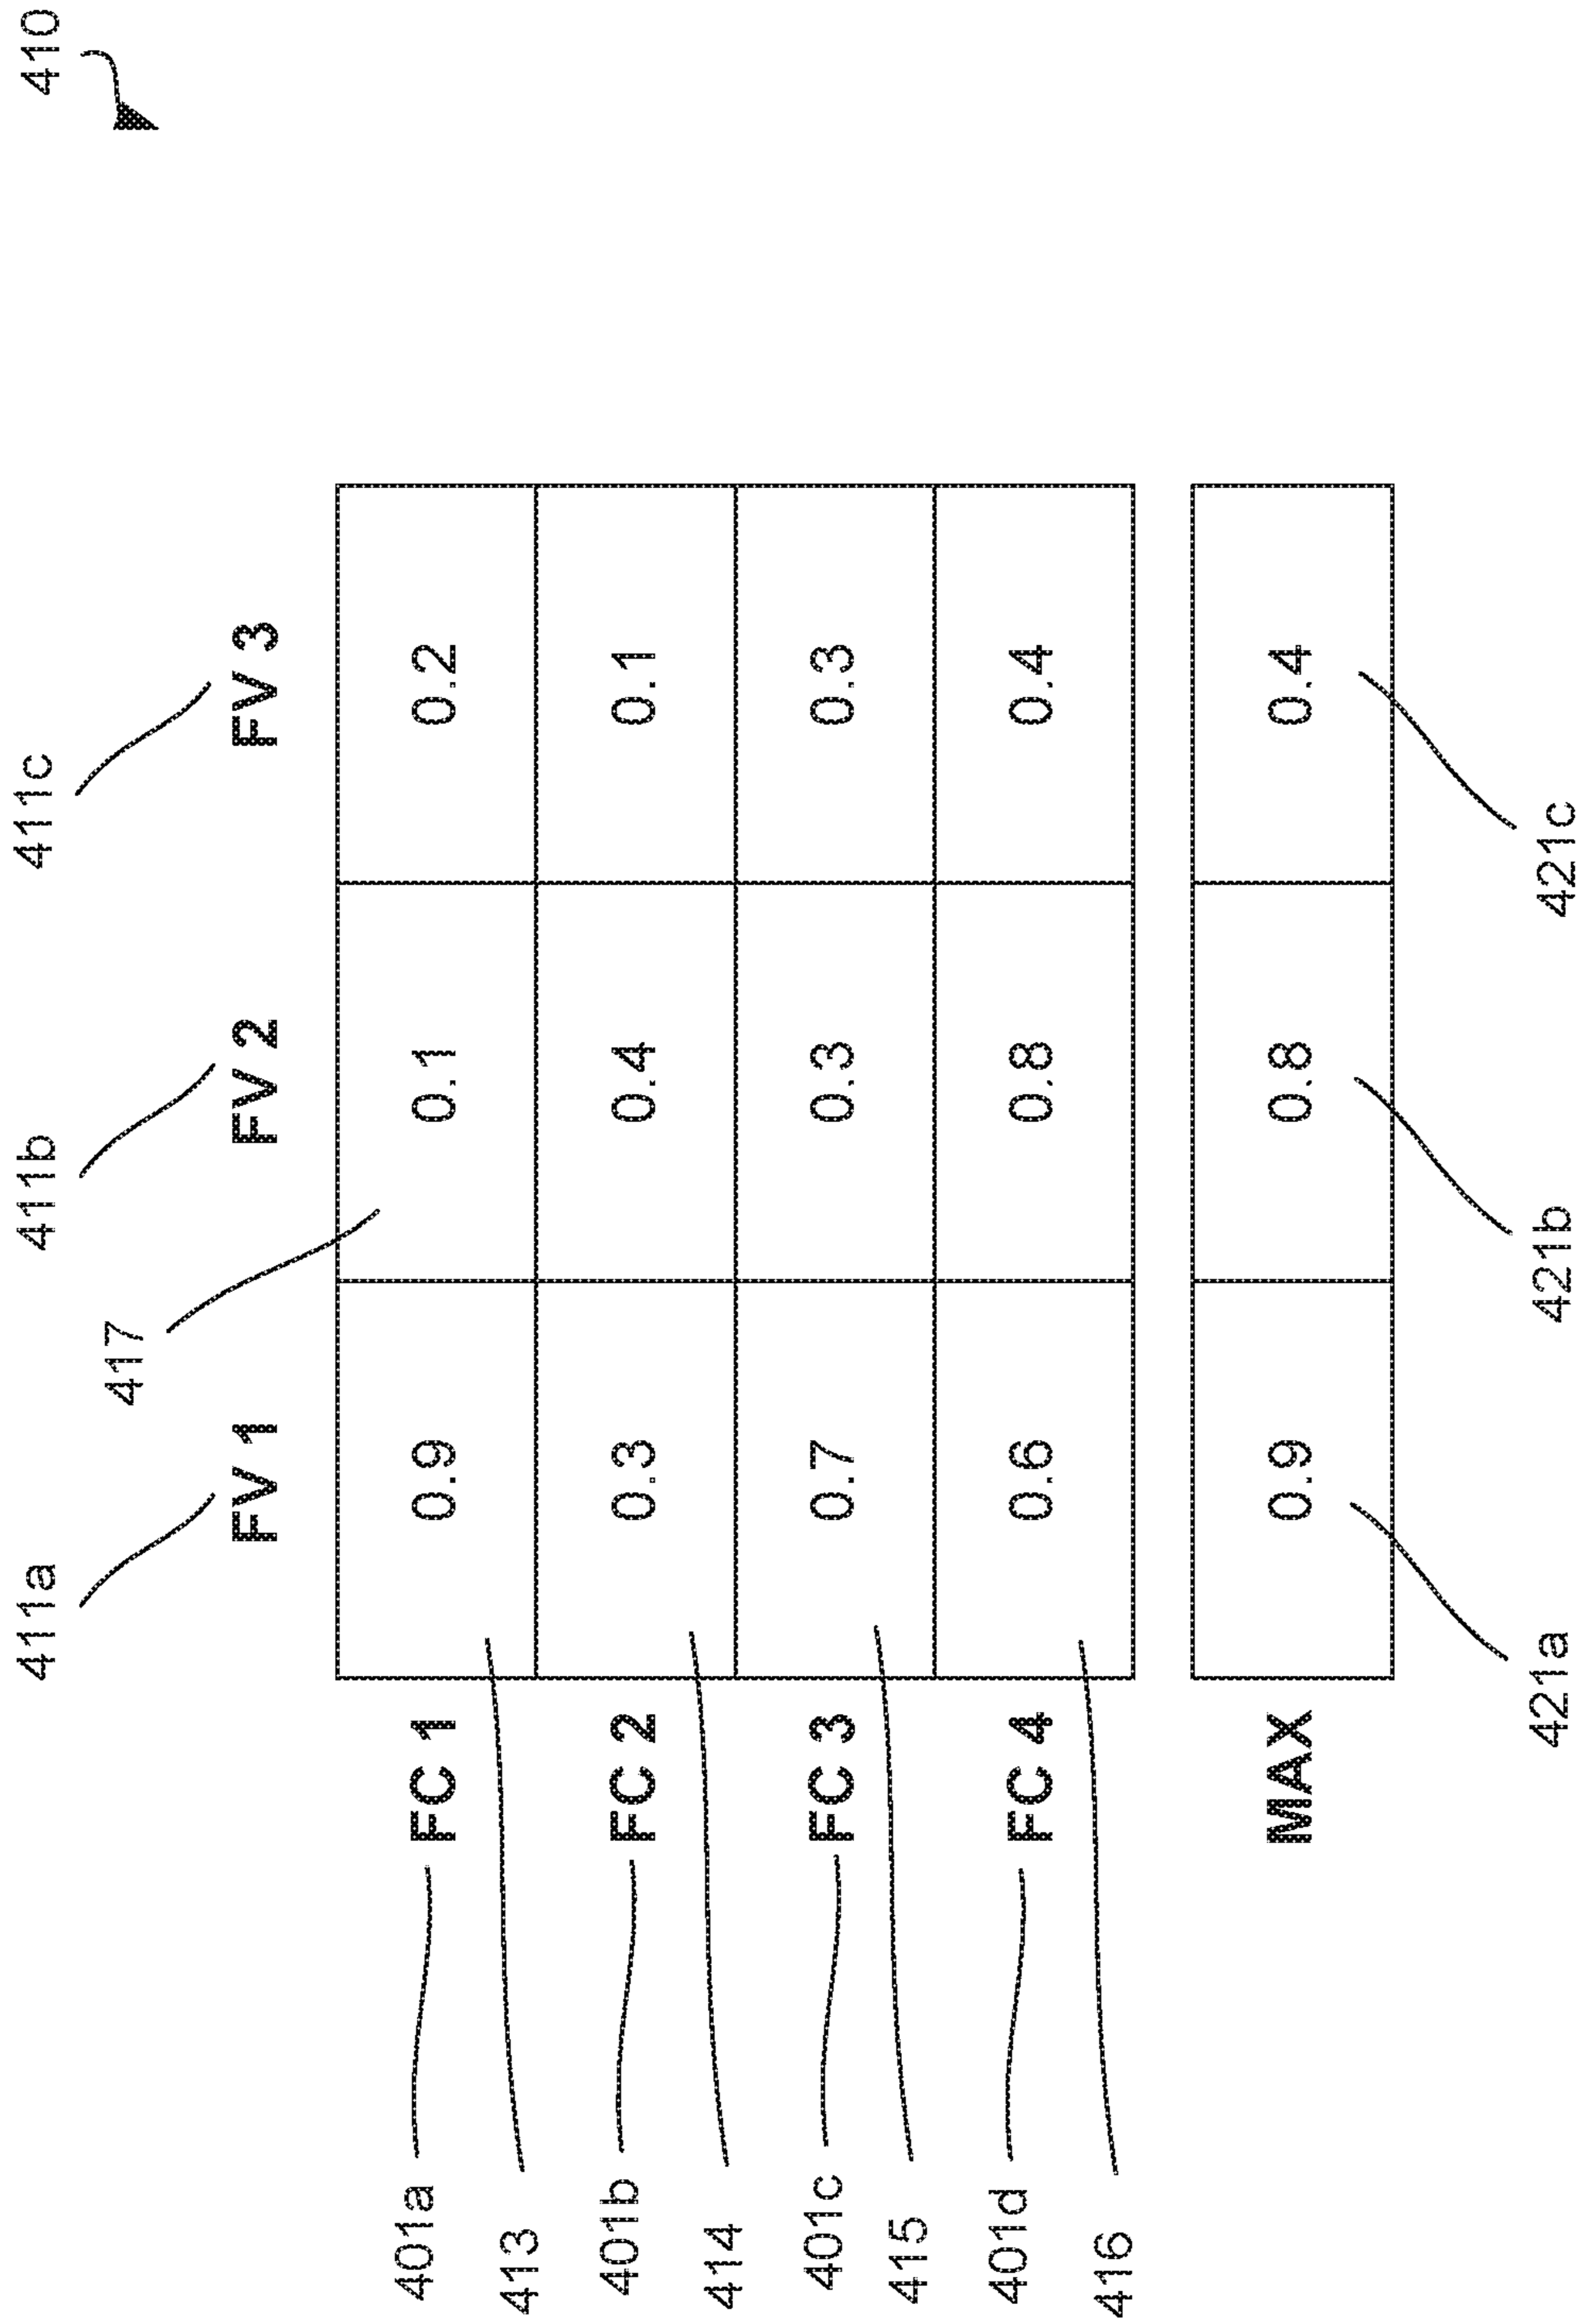 410
411a 411b 411c
417
FV 1 FV 2 FV 3
401a FC 1 0.9 0.1 0.2
413
401b FC 2 0.3 0.4 0.1
414
401c FC 3 0.7 0.3 0.3
415
401d FC 4 0.6 0.8 0.4
416
MAX 0.9 0.8 0.4
421a 421b 421c